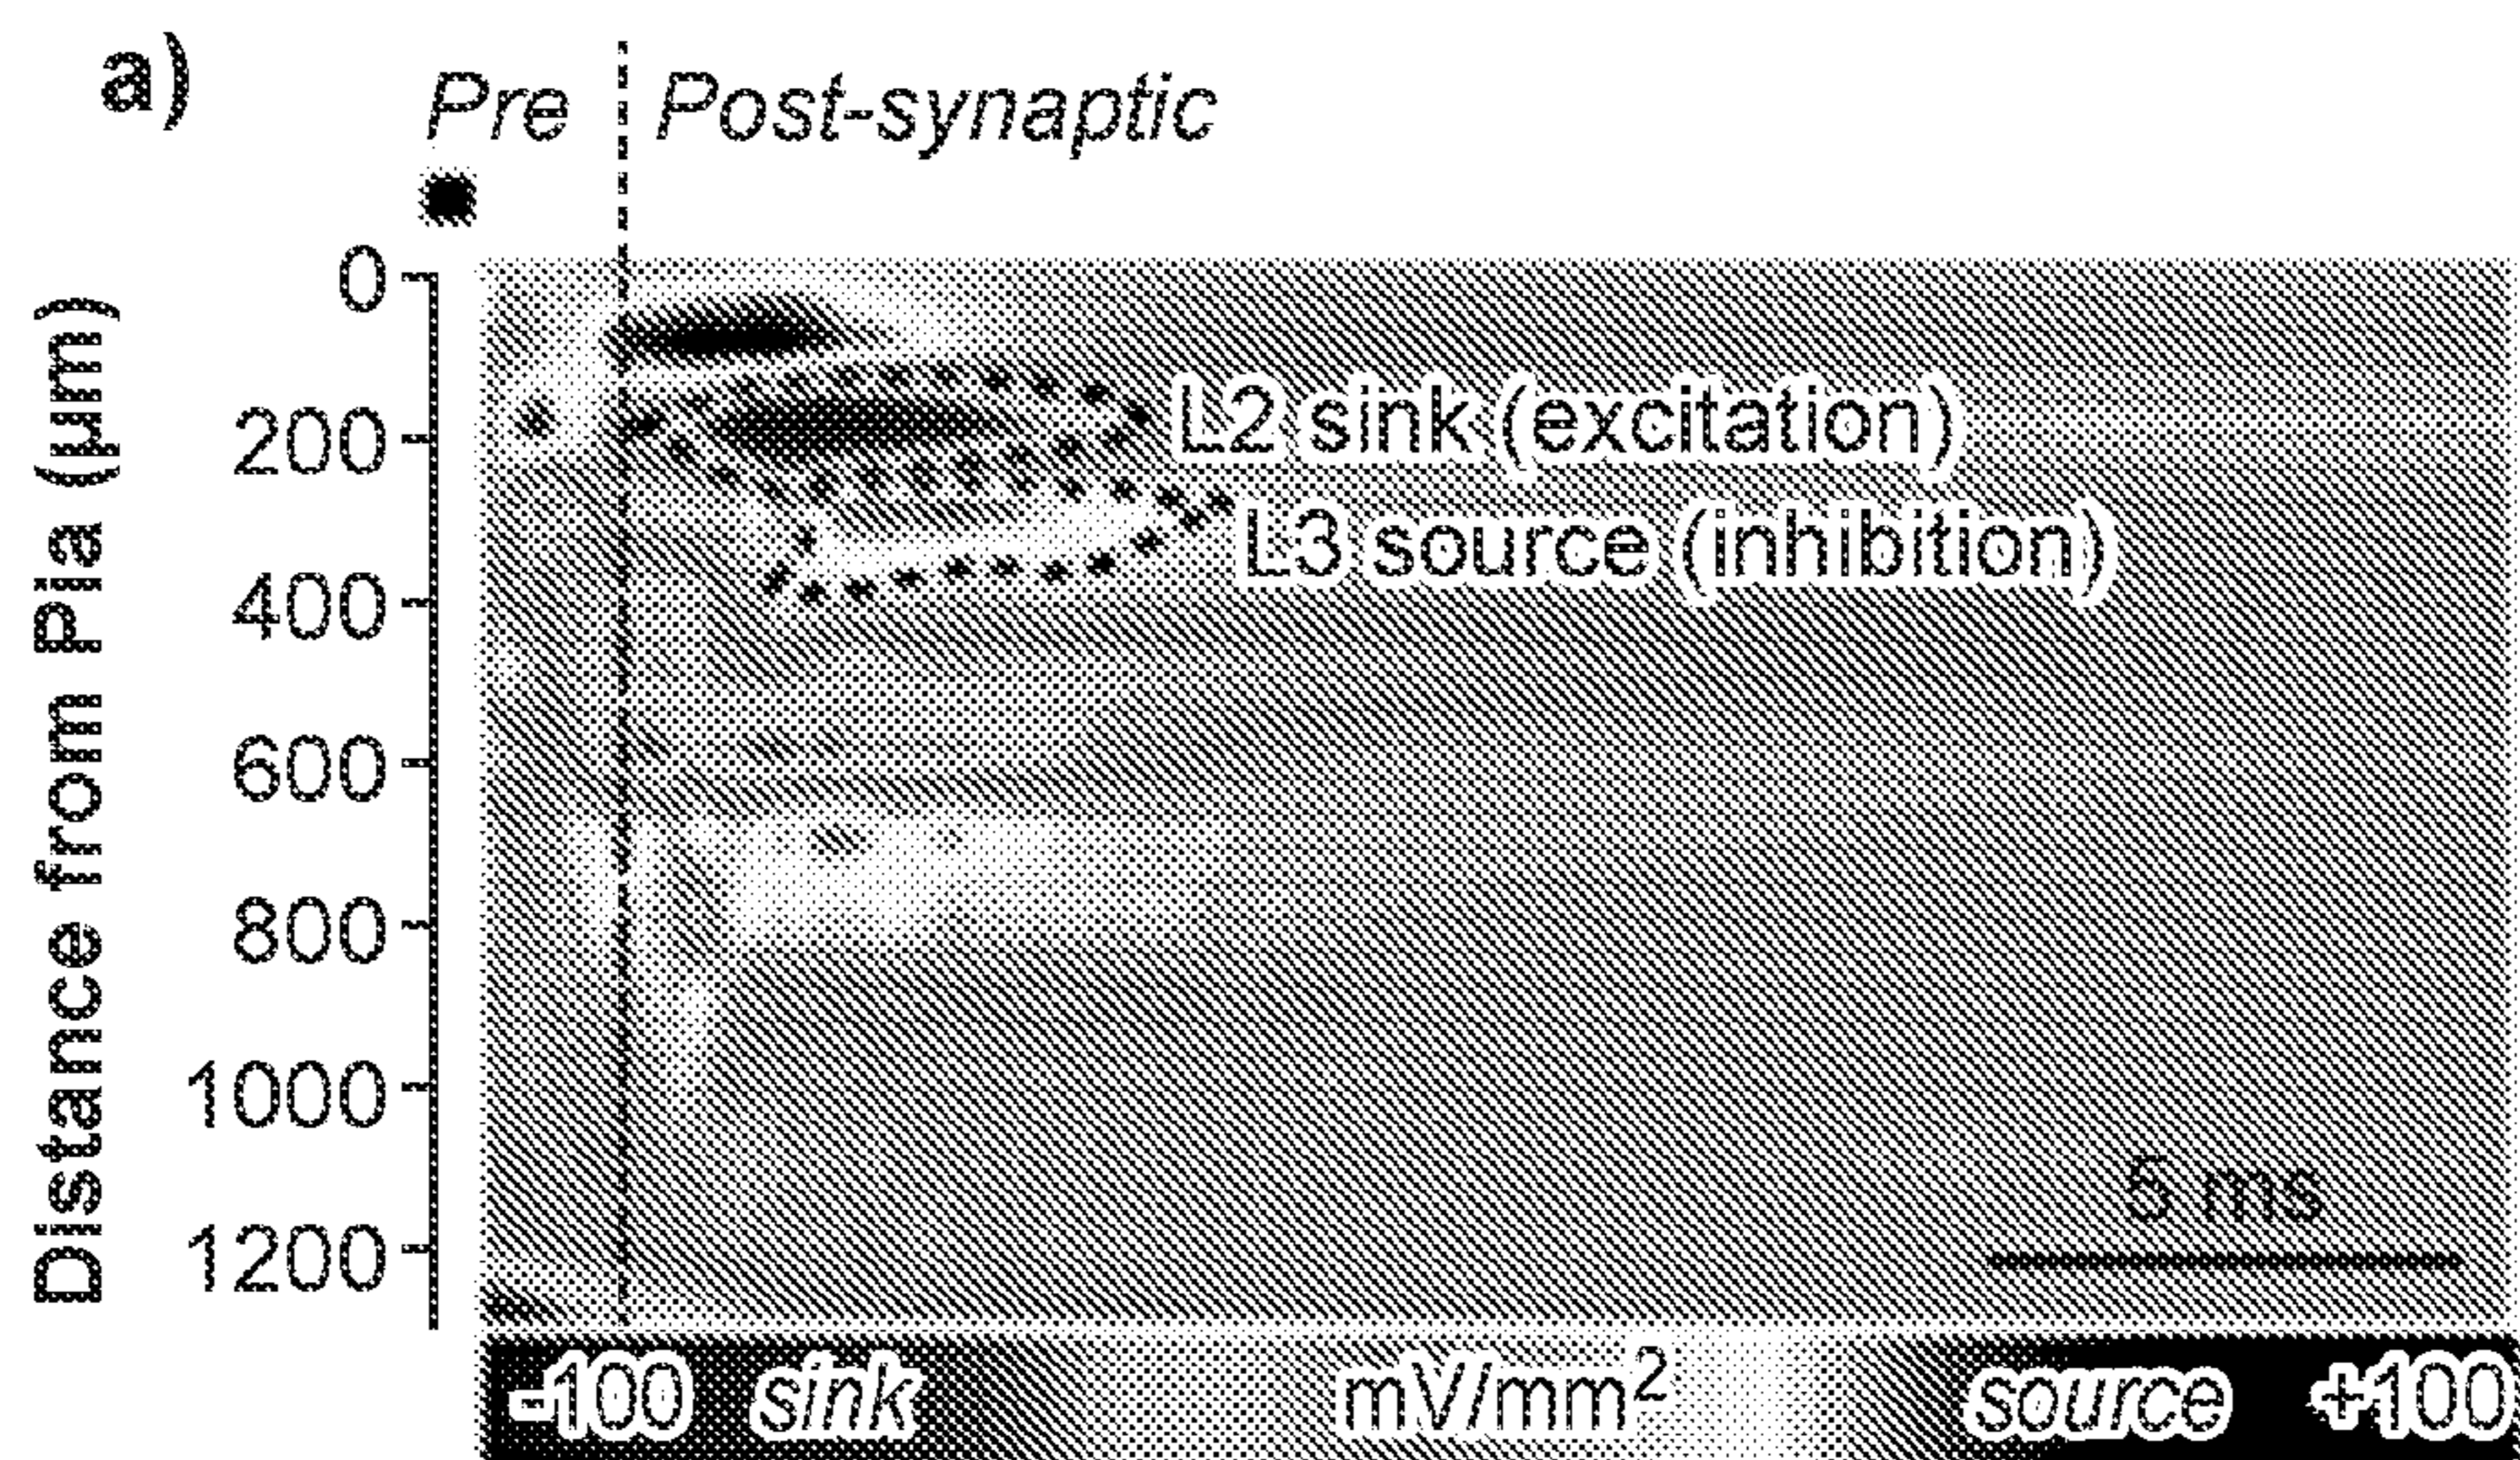 a)
Pre Post-synaptic
Distance from Pia (µm)
0
200
400
600
800
1000
1200
L2 sink (excitation)
L3 source (inhibition)
5 ms
-100 sink mV/mm² source +100